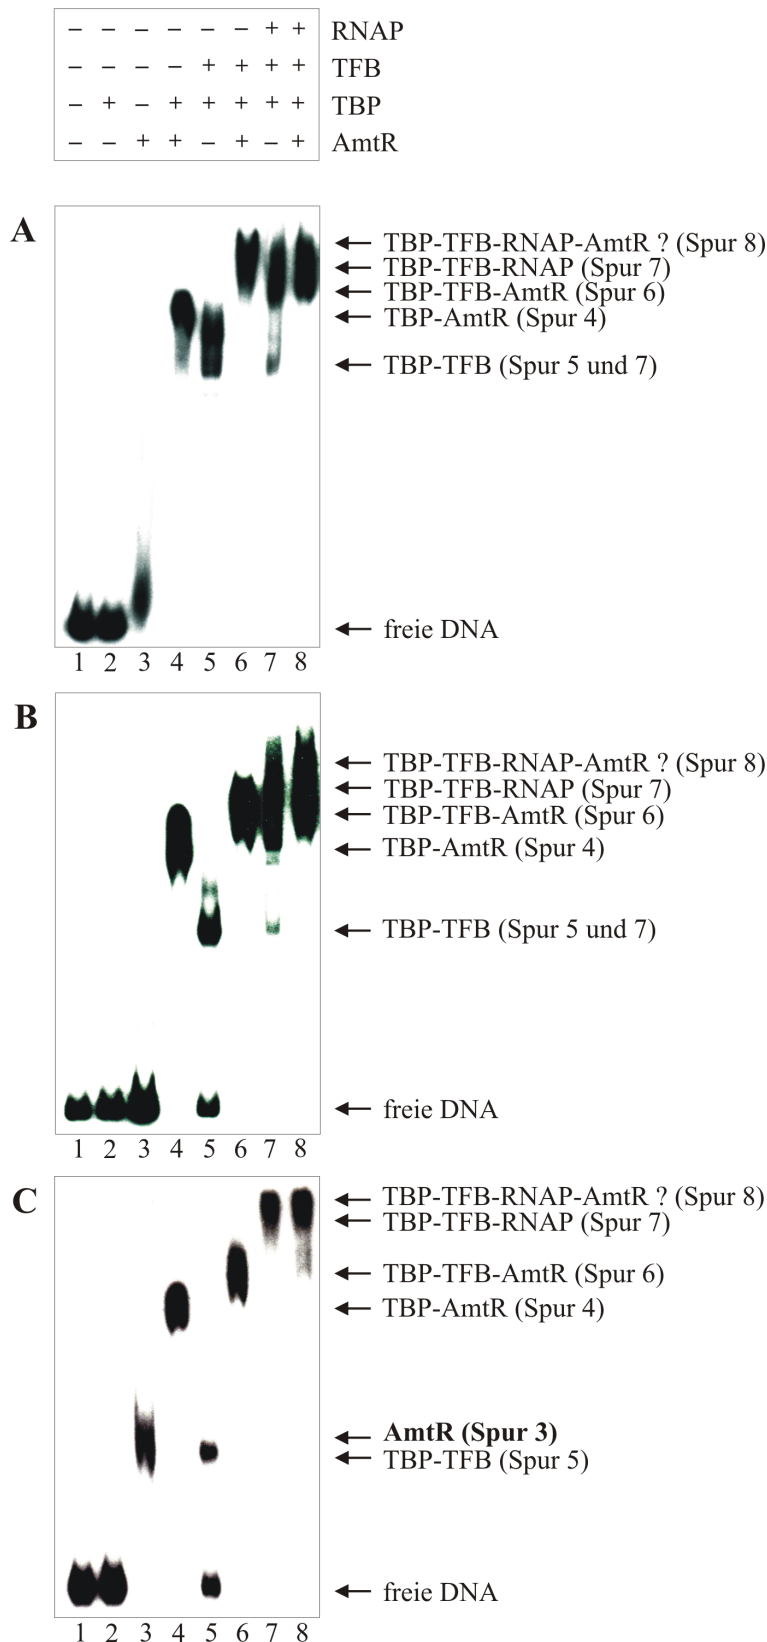 – – – – – – + + RNAP
– – – – + + + + TFB
– + – + + + + + TBP
– – + + – + – + AmtR
A
TBP-TFB-RNAP-AmtR ? (Spur 8)
TBP-TFB-RNAP (Spur 7)
TBP-TFB-AmtR (Spur 6)
TBP-AmtR (Spur 4)
TBP-TFB (Spur 5 und 7)
freie DNA
1 2 3 4 5 6 7 8
B
TBP-TFB-RNAP-AmtR ? (Spur 8)
TBP-TFB-RNAP (Spur 7)
TBP-TFB-AmtR (Spur 6)
TBP-AmtR (Spur 4)
TBP-TFB (Spur 5 und 7)
freie DNA
1 2 3 4 5 6 7 8
C
TBP-TFB-RNAP-AmtR ? (Spur 8)
TBP-TFB-RNAP (Spur 7)
TBP-TFB-AmtR (Spur 6)
TBP-AmtR (Spur 4)
AmtR (Spur 3)
TBP-TFB (Spur 5)
freie DNA
1 2 3 4 5 6 7 8